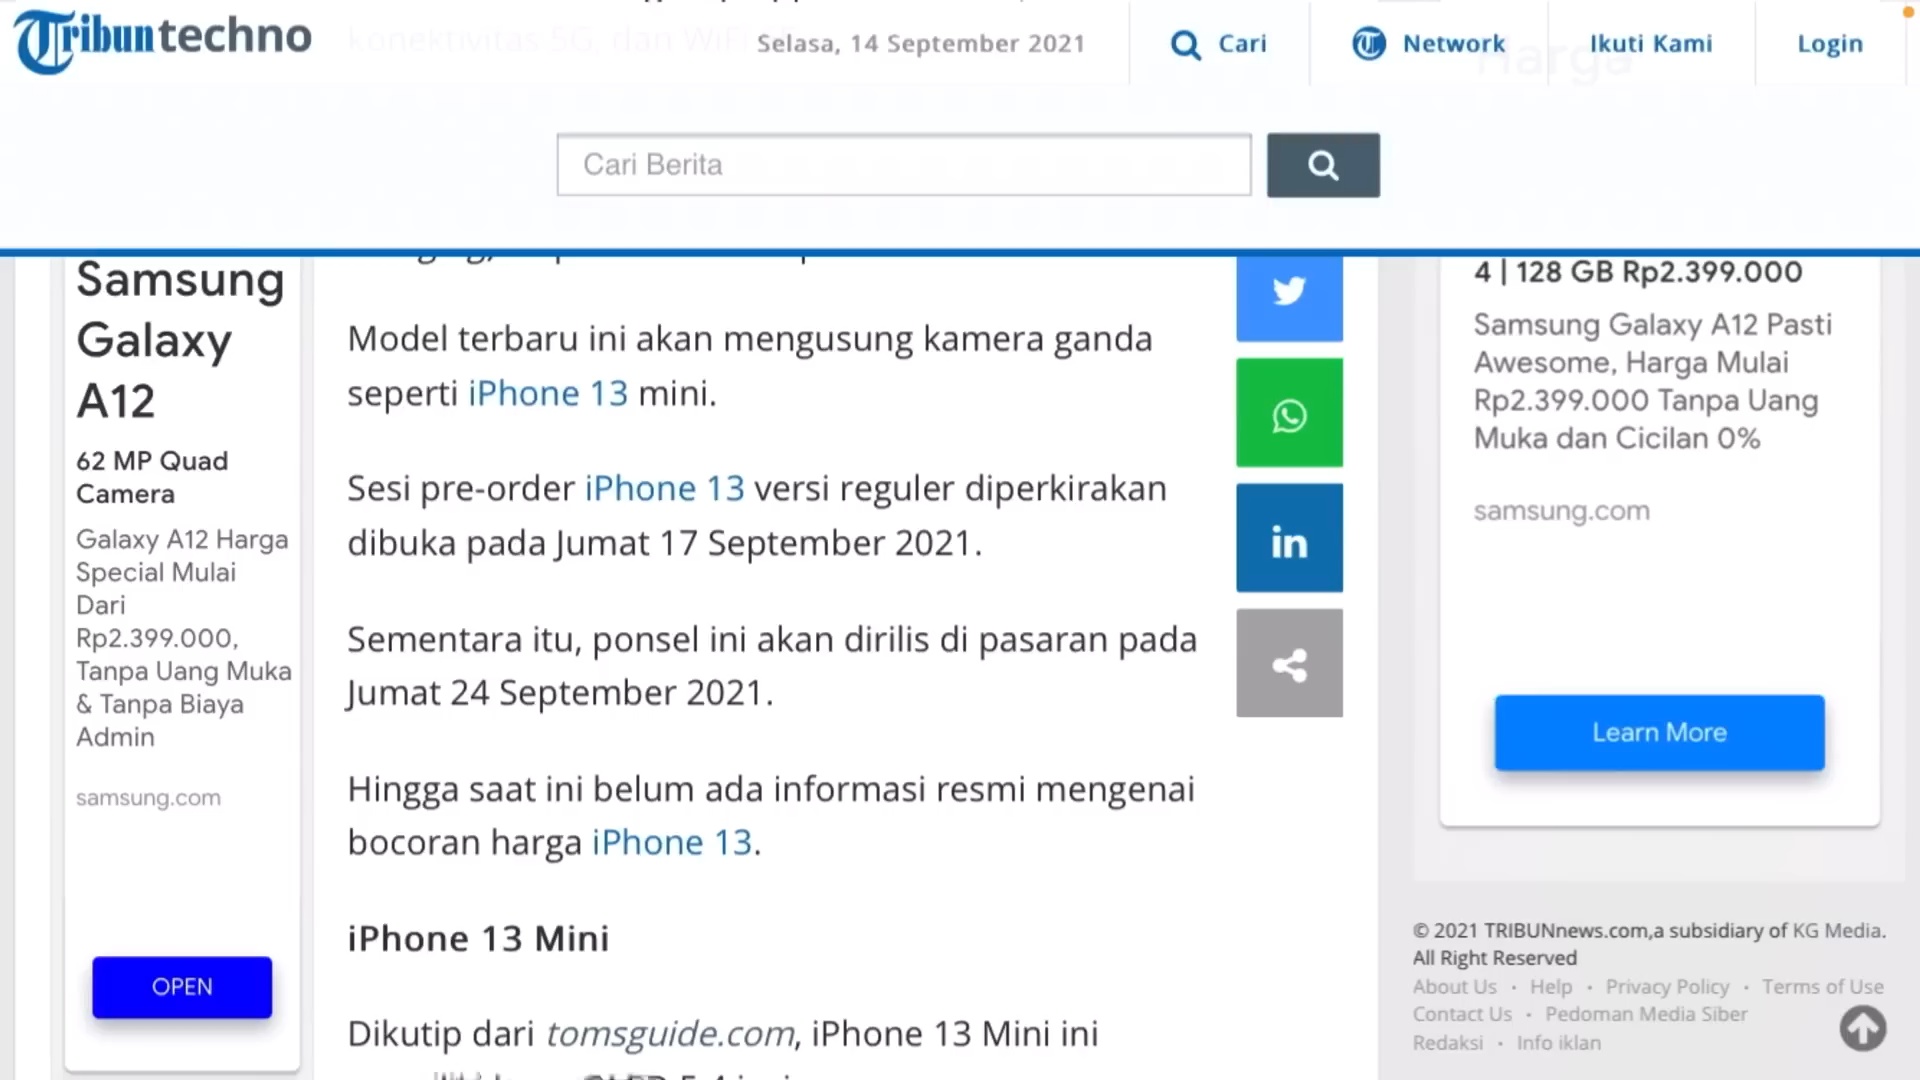 Tribuntechno
konektivitas 5G, dan WiFi
Selasa, 14 September 2021
Cari
Network
Ikuti Kami
Login
Harga
Cari Berita
Samsung
Galaxy
A12
62 MP Quad
Camera
Galaxy A12 Harga
Special Mulai
Dari
Rp2.399.000,
Tanpa Uang Muka
& Tanpa Biaya
Admin
samsung.com
OPEN
Model terbaru ini akan mengusung kamera ganda
seperti iPhone 13 mini.
Sesi pre-order iPhone 13 versi reguler diperkirakan
dibuka pada Jumat 17 September 2021.
Sementara itu, ponsel ini akan dirilis di pasaran pada
Jumat 24 September 2021.
Hingga saat ini belum ada informasi resmi mengenai
bocoran harga iPhone 13.
iPhone 13 Mini
Dikutip dari tomsguide.com, iPhone 13 Mini ini
in
4 | 128 GB Rp2.399.000
Samsung Galaxy A12 Pasti
Awesome, Harga Mulai
Rp2.399.000 Tanpa Uang
Muka dan Cicilan 0%
samsung.com
Learn More
© 2021 TRIBUNnews.com,a subsidiary of KG Media.
All Right Reserved
About Us • Help • Privacy Policy • Terms of Use
Contact Us • Pedoman Media Siber
Redaksi • Info iklan